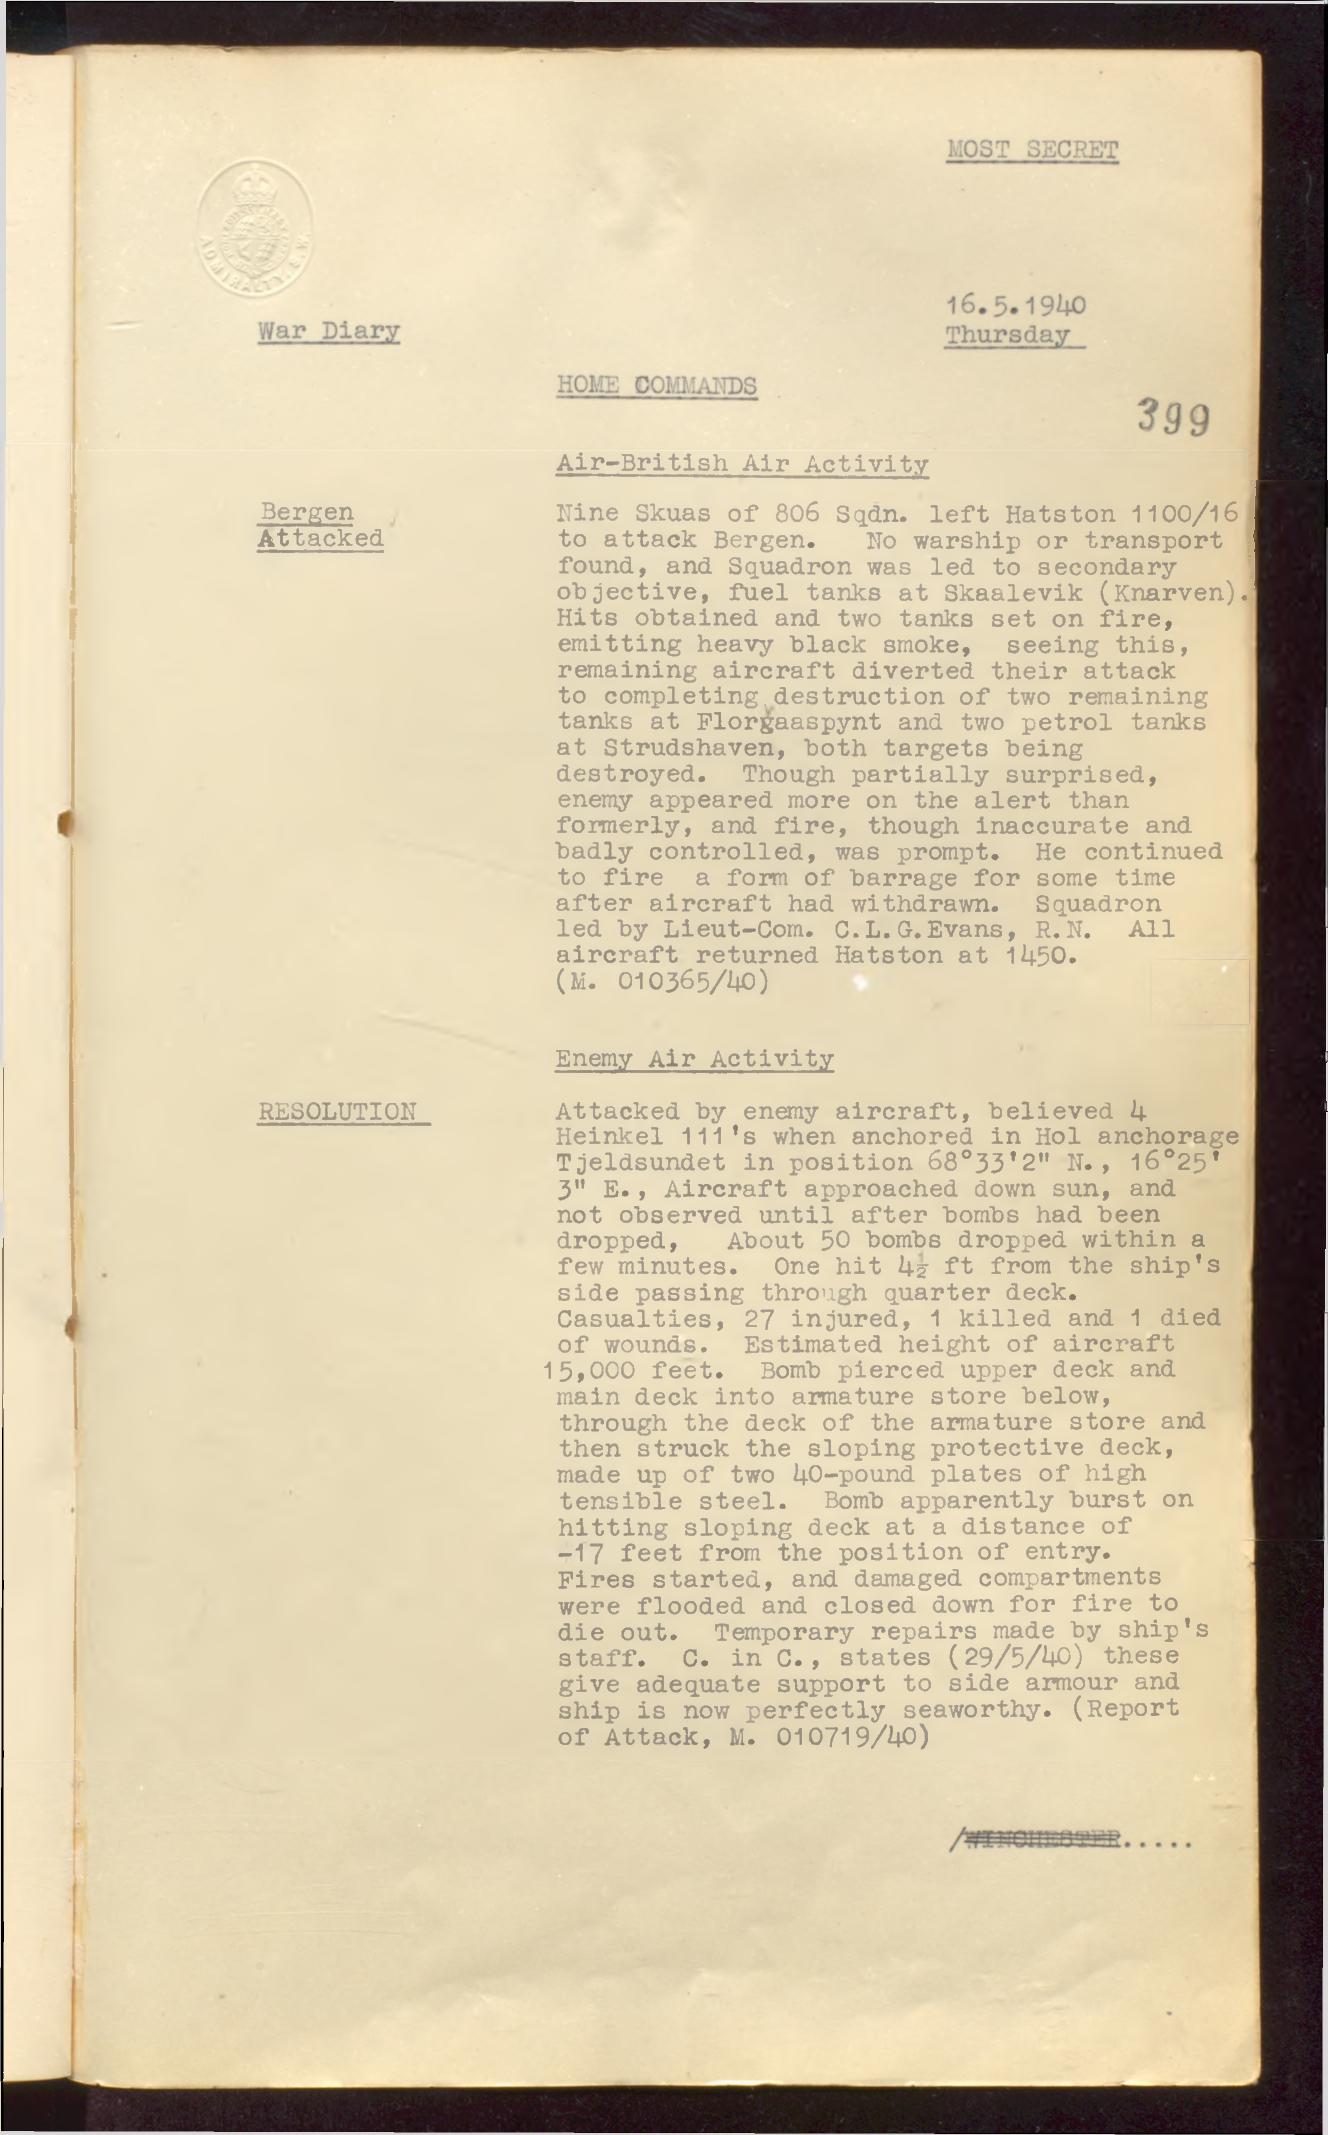 MOST SECRET
ADMIRALTY. S.W.
16.5.1940
War Diary
Thursday
HOME COMMANDS
399
Air-British Air Activity
Bergen
Attacked
Nine Skuas of 806 Sqdn. left Hatston 1100/16
to attack Bergen. No warship or transport
found, and Squadron was led to secondary
objective, fuel tanks at Skaalevik (Knarven).
Hits obtained and two tanks set on fire,
emitting heavy black smoke, seeing this,
remaining aircraft diverted their attack
to completing destruction of two remaining
tanks at Florgaaspynt and two petrol tanks
at Strudshaven, both targets being
destroyed. Though partially surprised,
enemy appeared more on the alert than
formerly, and fire, though inaccurate and
badly controlled, was prompt. He continued
to fire a form of barrage for some time
after aircraft had withdrawn. Squadron
led by Lieut-Com. C.L.G.Evans, R.N. All
aircraft returned Hatston at 1450.
(M. 010365/40)
Enemy Air Activity
RESOLUTION
Attacked by enemy aircraft, believed 4
Heinkel 111's when anchored in Hol anchorage
Tjeldsundet in position 68°33'2" N., 16°25'
3" E., Aircraft approached down sun, and
not observed until after bombs had been
dropped, About 50 bombs dropped within a
few minutes. One hit 4½ ft from the ship's
side passing through quarter deck.
Casualties, 27 injured, 1 killed and 1 died
of wounds. Estimated height of aircraft
15,000 feet. Bomb pierced upper deck and
main deck into armature store below,
through the deck of the armature store and
then struck the sloping protective deck,
made up of two 40-pound plates of high
tensible steel. Bomb apparently burst on
hitting sloping deck at a distance of
-17 feet from the position of entry.
Fires started, and damaged compartments
were flooded and closed down for fire to
die out. Temporary repairs made by ship's
staff. C. in C., states (29/5/40) these
give adequate support to side armour and
ship is now perfectly seaworthy. (Report
of Attack, M. 010719/40)
/WINCHESTER.....